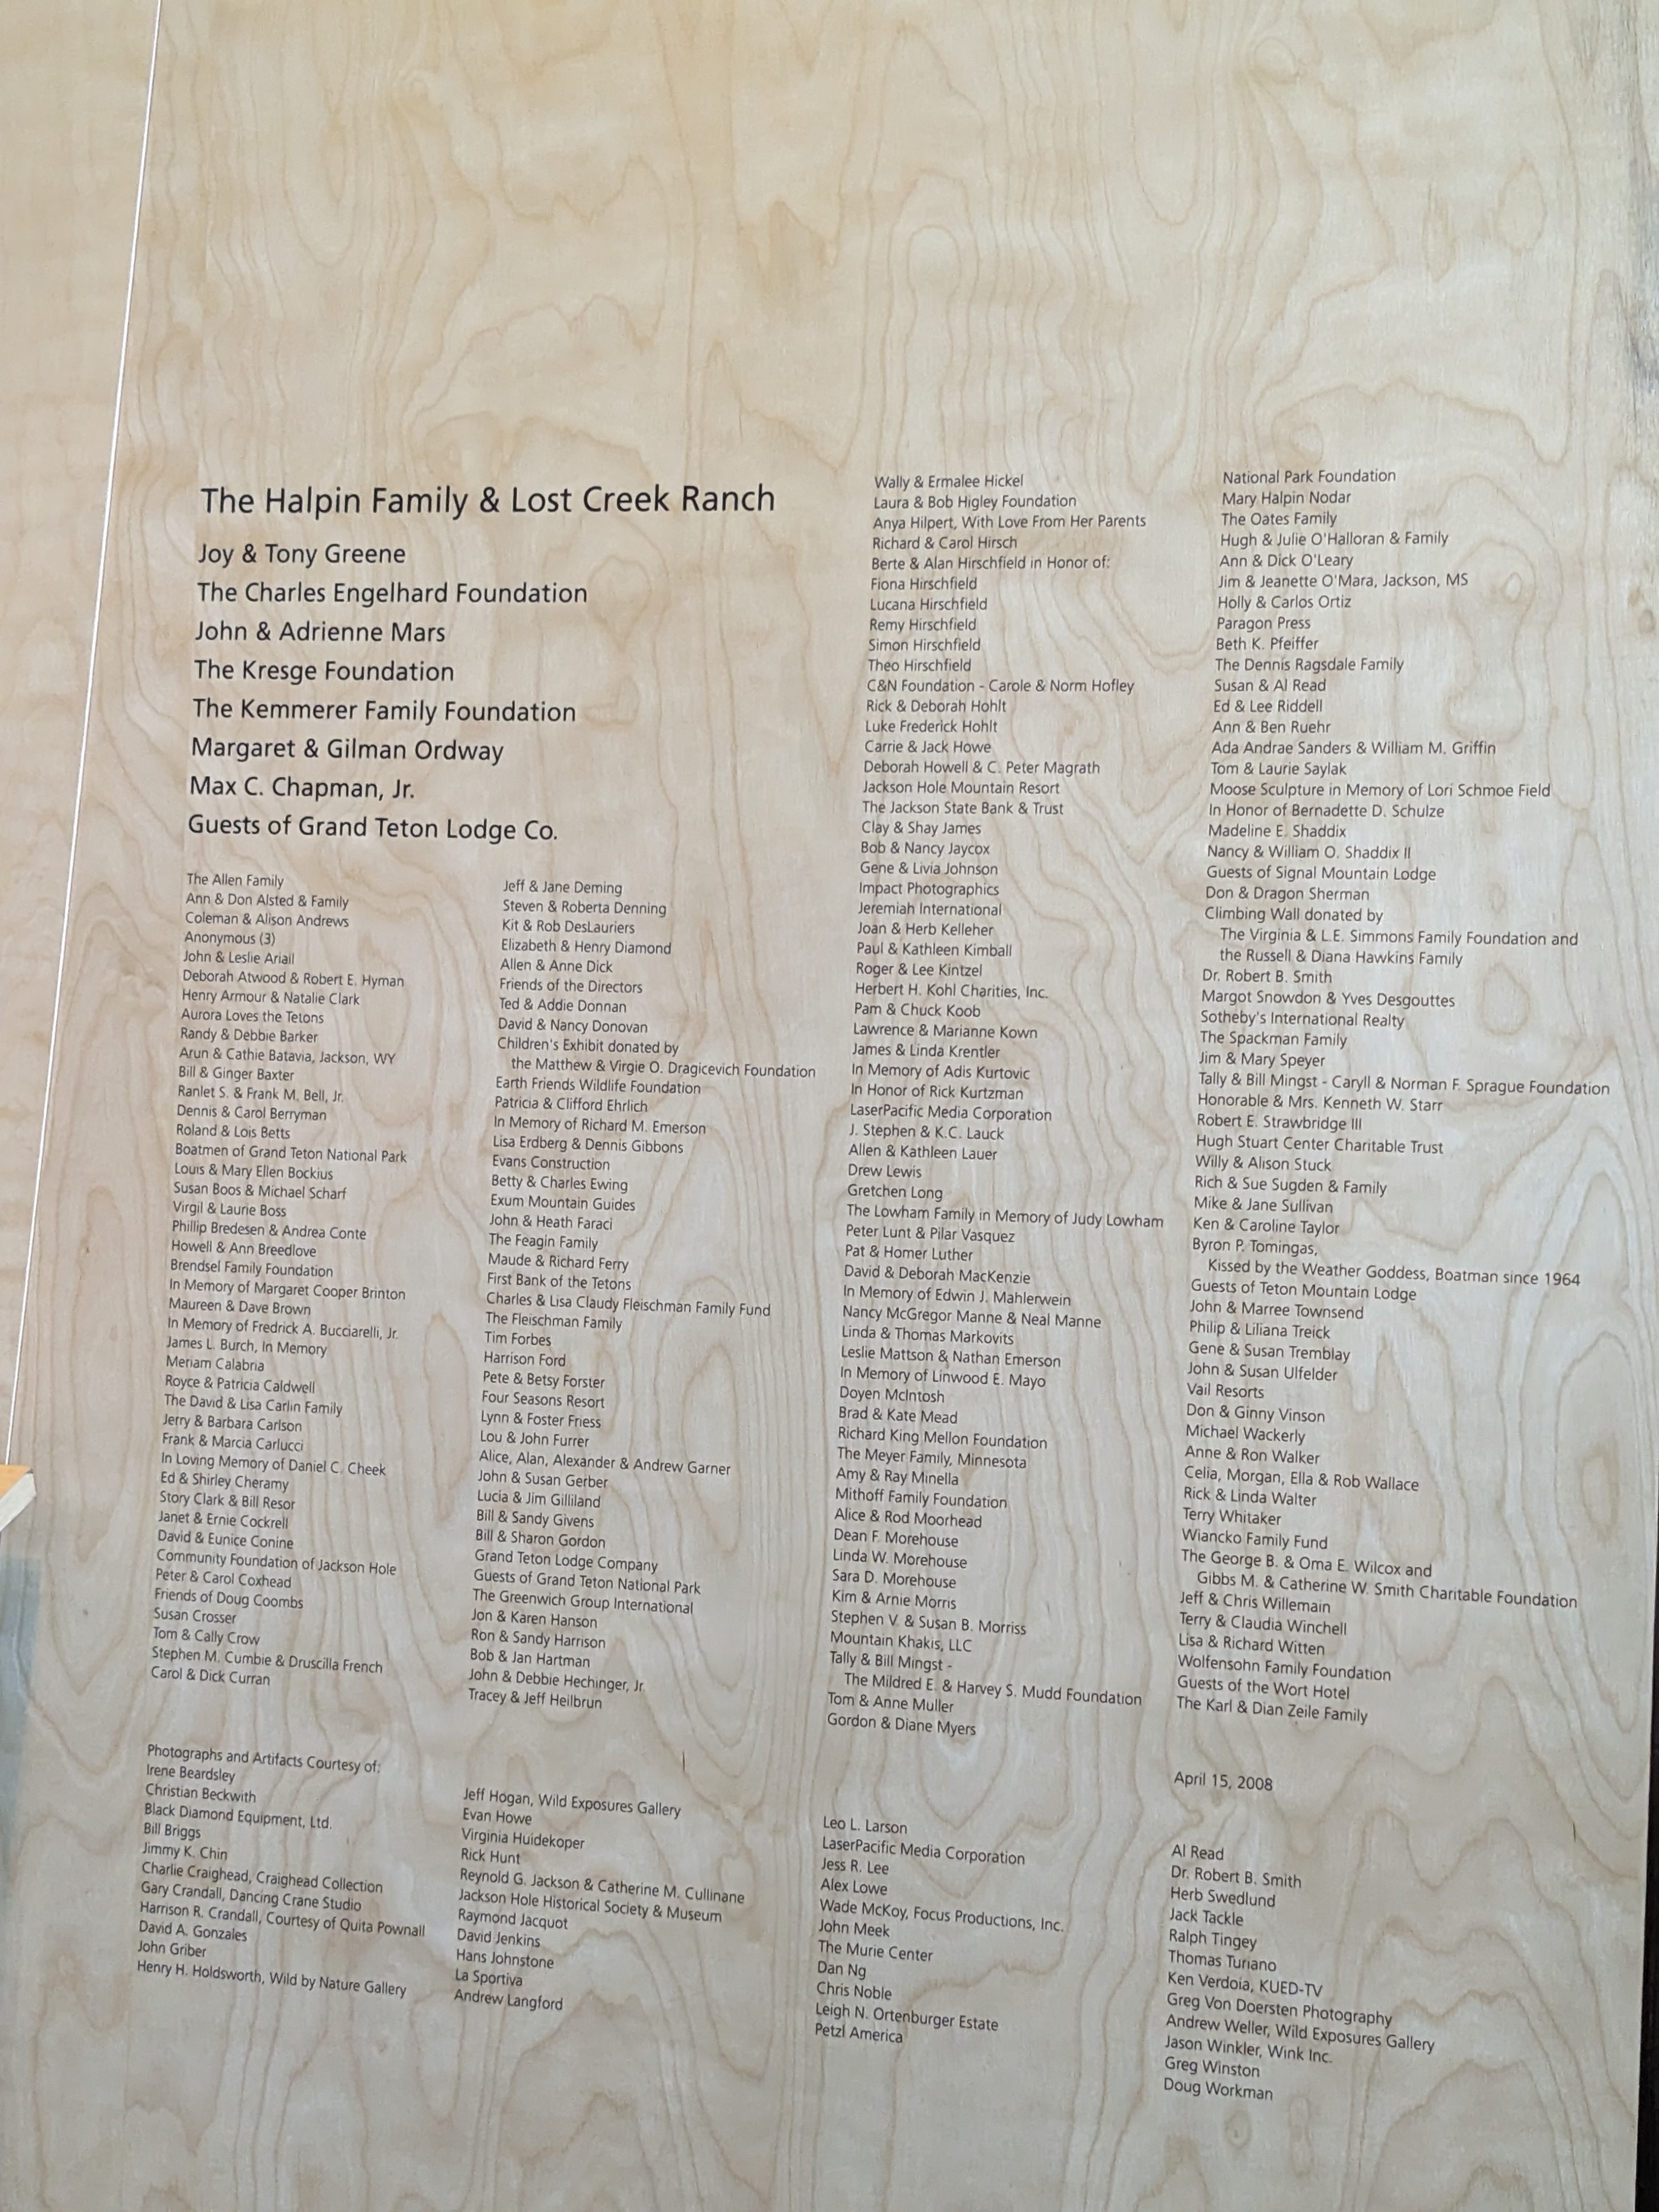 The Halpin Family & Lost Creek Ranch
Joy & Tony Greene
The Charles Engelhard Foundation
John & Adrienne Mars
The Kresge Foundation
The Kemmerer Family Foundation
Margaret & Gilman Ordway
Max C. Chapman, Jr.
Guests of Grand Teton Lodge Co.
The Allen Family
Ann & Don Alsted & Family
Coleman & Alison Andrews
Anonymous (3)
John & Leslie Ariail
Deborah Atwood & Robert E. Hyman
Henry Armour & Natalie Clark
Aurora Loves the Tetons
Randy & Debbie Barker
Arun & Cathie Batavia, Jackson, WY
Bill & Ginger Baxter
Ranlet S. & Frank M. Bell, Jr.
Dennis & Carol Berryman
Roland & Lois Betts
Boatmen of Grand Teton National Park
Louis & Mary Ellen Bockius
Susan Boos & Michael Scharf
Virgil & Laurie Boss
Phillip Bredesen & Andrea Conte
Howell & Ann Breedlove
Brendsel Family Foundation
In Memory of Margaret Cooper Brinton
Maureen & Dave Brown
In Memory of Fredrick A. Bucciarelli, Jr.
James L. Burch, In Memory
Meriam Calabria
Royce & Patricia Caldwell
The David & Lisa Carlin Family
Jerry & Barbara Carlson
Frank & Marcia Carlucci
In Loving Memory of Daniel C. Cheek
Ed & Shirley Cheramy
Story Clark & Bill Resor
Janet & Ernie Cockrell
David & Eunice Conine
Community Foundation of Jackson Hole
Peter & Carol Coxhead
Friends of Doug Coombs
Susan Crosser
Tom & Cally Crow
Stephen M. Cumbie & Druscilla French
Carol & Dick Curran
Jeff & Jane Deming
Steven & Roberta Denning
Kit & Rob DesLauriers
Elizabeth & Henry Diamond
Allen & Anne Dick
Friends of the Directors
Ted & Addie Donnan
David & Nancy Donovan
Children's Exhibit donated by
the Matthew & Virgie O. Dragicevich Foundation
Earth Friends Wildlife Foundation
Patricia & Clifford Ehrlich
In Memory of Richard M. Emerson
Lisa Erdberg & Dennis Gibbons
Evans Construction
Betty & Charles Ewing
Exum Mountain Guides
John & Heath Faraci
The Feagin Family
Maude & Richard Ferry
First Bank of the Tetons
Charles & Lisa Claudy Fleischman Family Fund
The Fleischman Family
Tim Forbes
Harrison Ford
Pete & Betsy Forster
Four Seasons Resort
Lynn & Foster Friess
Lou & John Furrer
Alice, Alan, Alexander & Andrew Garner
John & Susan Gerber
Lucia & Jim Gilliland
Bill & Sandy Givens
Bill & Sharon Gordon
Grand Teton Lodge Company
Guests of Grand Teton National Park
The Greenwich Group International
Jon & Karen Hanson
Ron & Sandy Harrison
Bob & Jan Hartman
John & Debbie Hechinger, Jr.
Tracey & Jeff Heilbrun
Wally & Ermalee Hickel
Laura & Bob Higley Foundation
Anya Hilpert, With Love From Her Parents
Richard & Carol Hirsch
Berte & Alan Hirschfield in Honor of:
Fiona Hirschfield
Lucana Hirschfield
Remy Hirschfield
Simon Hirschfield
Theo Hirschfield
C&N Foundation - Carole & Norm Hofley
Rick & Deborah Hohlt
Luke Frederick Hohlt
Carrie & Jack Howe
Deborah Howell & C. Peter Magrath
Jackson Hole Mountain Resort
The Jackson State Bank & Trust
Clay & Shay James
Bob & Nancy Jaycox
Gene & Livia Johnson
Impact Photographics
Jeremiah International
Joan & Herb Kelleher
Paul & Kathleen Kimball
Roger & Lee Kintzel
Herbert H. Kohl Charities, Inc.
Pam & Chuck Koob
Lawrence & Marianne Kown
James & Linda Krentler
In Memory of Adis Kurtovic
In Honor of Rick Kurtzman
LaserPacific Media Corporation
J. Stephen & K.C. Lauck
Allen & Kathleen Lauer
Drew Lewis
Gretchen Long
The Lowham Family in Memory of Judy Lowham
Peter Lunt & Pilar Vasquez
Pat & Homer Luther
David & Deborah MacKenzie
In Memory of Edwin J. Mahlerwein
Nancy McGregor Manne & Neal Manne
Linda & Thomas Markovits
Leslie Mattson & Nathan Emerson
In Memory of Linwood E. Mayo
Doyen McIntosh
Brad & Kate Mead
Richard King Mellon Foundation
The Meyer Family, Minnesota
Amy & Ray Minella
Mithoff Family Foundation
Alice & Rod Moorhead
Dean F. Morehouse
Linda W. Morehouse
Sara D. Morehouse
Kim & Arnie Morris
Stephen V. & Susan B. Morriss
Mountain Khakis, LLC
Tally & Bill Mingst -
The Mildred E. & Harvey S. Mudd Foundation
Tom & Anne Muller
Gordon & Diane Myers
National Park Foundation
Mary Halpin Nodar
The Oates Family
Hugh & Julie O'Halloran & Family
Ann & Dick O'Leary
Jim & Jeanette O'Mara, Jackson, MS
Holly & Carlos Ortiz
Paragon Press
Beth K. Pfeiffer
The Dennis Ragsdale Family
Susan & Al Read
Ed & Lee Riddell
Ann & Ben Ruehr
Ada Andrae Sanders & William M. Griffin
Tom & Laurie Saylak
Moose Sculpture in Memory of Lori Schmoe Field
In Honor of Bernadette D. Schulze
Madeline E. Shaddix
Nancy & William O. Shaddix II
Guests of Signal Mountain Lodge
Don & Dragon Sherman
Climbing Wall donated by
The Virginia & L.E. Simmons Family Foundation and
the Russell & Diana Hawkins Family
Dr. Robert B. Smith
Margot Snowdon & Yves Desgouttes
Sotheby's International Realty
The Spackman Family
Jim & Mary Speyer
Tally & Bill Mingst - Caryll & Norman F. Sprague Foundation
Honorable & Mrs. Kenneth W. Starr
Robert E. Strawbridge III
Hugh Stuart Center Charitable Trust
Willy & Alison Stuck
Rich & Sue Sugden & Family
Mike & Jane Sullivan
Ken & Caroline Taylor
Byron P. Tomingas,
Kissed by the Weather Goddess, Boatman since 1964
Guests of Teton Mountain Lodge
John & Marree Townsend
Philip & Liliana Treick
Gene & Susan Tremblay
John & Susan Ulfelder
Vail Resorts
Don & Ginny Vinson
Michael Wackerly
Anne & Ron Walker
Celia, Morgan, Ella & Rob Wallace
Rick & Linda Walter
Terry Whitaker
Wiancko Family Fund
The George B. & Oma E. Wilcox and
Gibbs M. & Catherine W. Smith Charitable Foundation
Jeff & Chris Willemain
Terry & Claudia Winchell
Lisa & Richard Witten
Wolfensohn Family Foundation
Guests of the Wort Hotel
The Karl & Dian Zeile Family
April 15, 2008
Photographs and Artifacts Courtesy of:
Irene Beardsley
Christian Beckwith
Black Diamond Equipment, Ltd.
Bill Briggs
Jimmy K. Chin
Charlie Craighead, Craighead Collection
Gary Crandall, Dancing Crane Studio
Harrison R. Crandall, Courtesy of Quita Pownall
David A. Gonzales
John Griber
Henry H. Holdsworth, Wild by Nature Gallery
Jeff Hogan, Wild Exposures Gallery
Evan Howe
Virginia Huidekoper
Rick Hunt
Reynold G. Jackson & Catherine M. Cullinane
Jackson Hole Historical Society & Museum
Raymond Jacquot
David Jenkins
Hans Johnstone
La Sportiva
Andrew Langford
Leo L. Larson
LaserPacific Media Corporation
Jess R. Lee
Alex Lowe
Wade McKoy, Focus Productions, Inc.
John Meek
The Murie Center
Dan Ng
Chris Noble
Leigh N. Ortenburger Estate
Petzl America
Al Read
Dr. Robert B. Smith
Herb Swedlund
Jack Tackle
Ralph Tingey
Thomas Turiano
Ken Verdoia, KUED-TV
Greg Von Doersten Photography
Andrew Weller, Wild Exposures Gallery
Jason Winkler, Wink Inc.
Greg Winston
Doug Workman